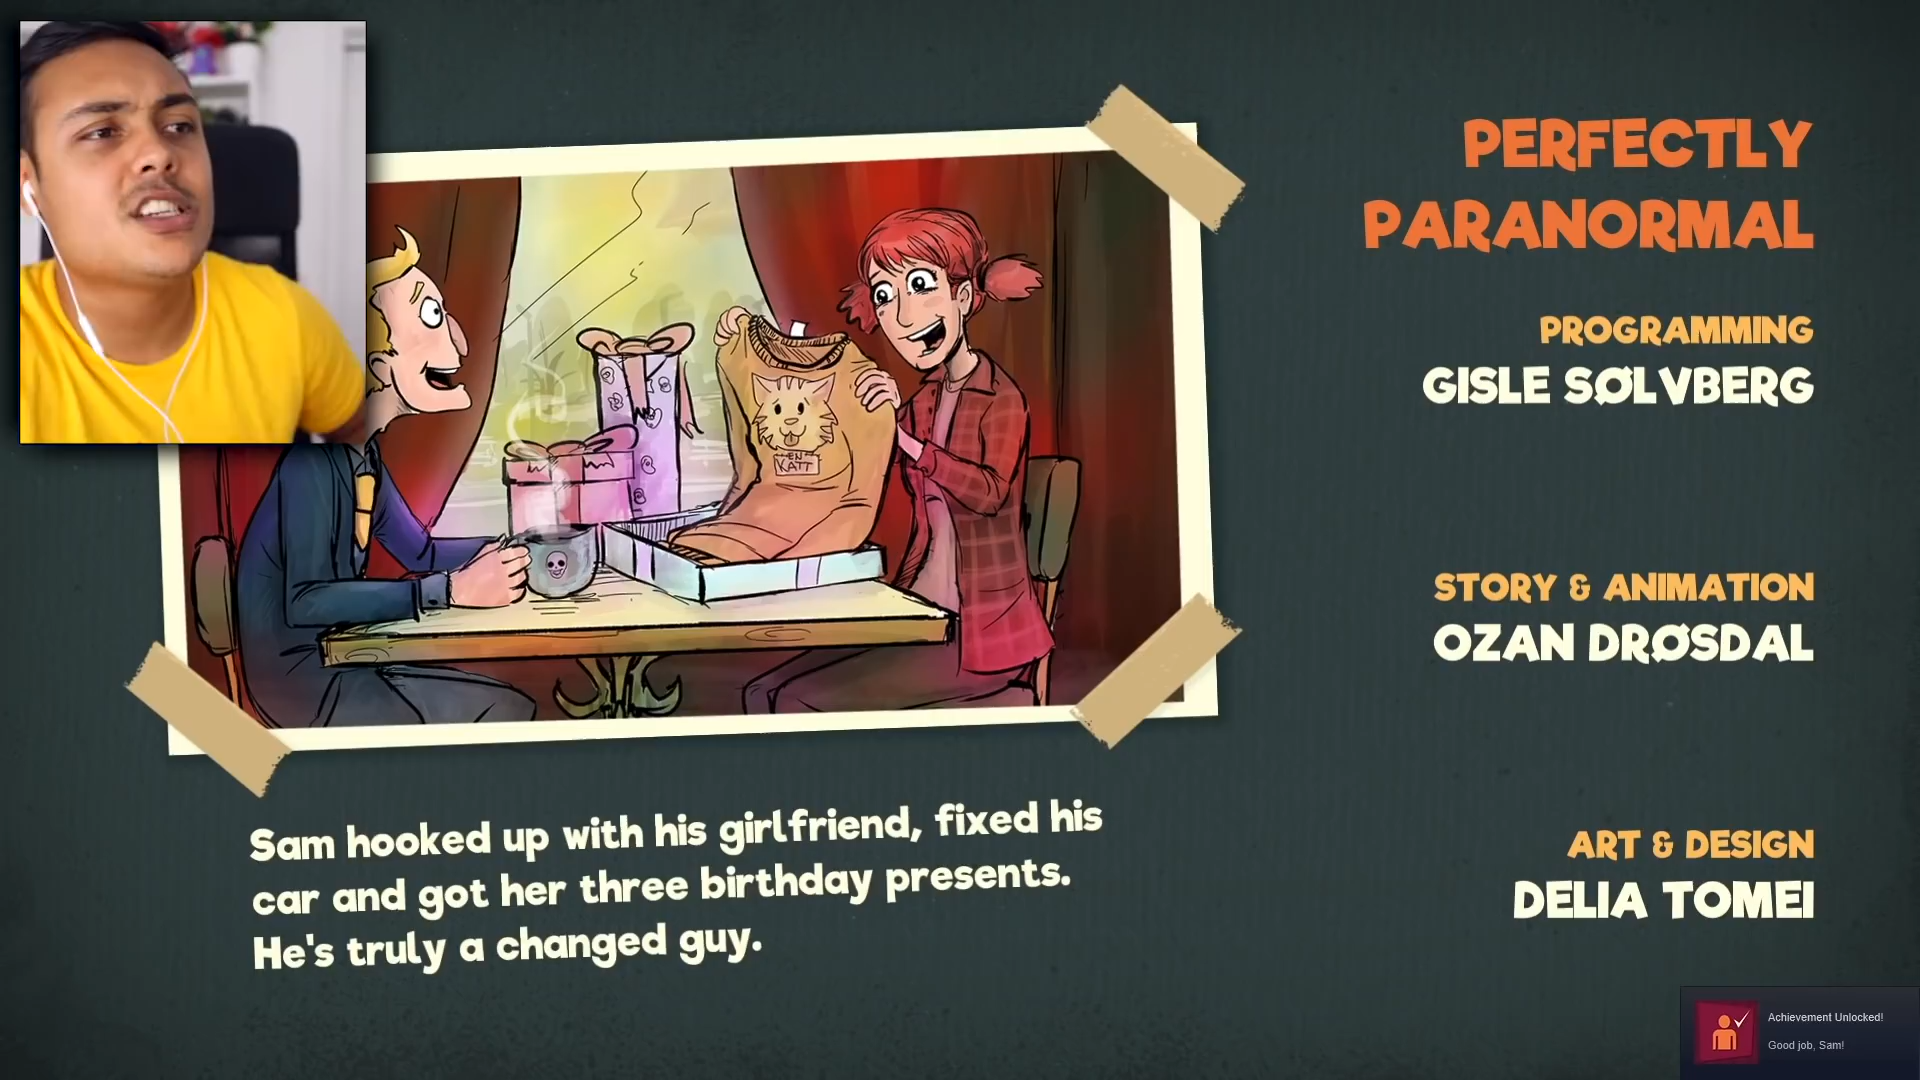 PERFECTLY
PARANORMAL
PROGRAMMING
GISLE SØLVBERG
EN
KATT
STORY & ANIMATION
OZAN DRØSDAL
Sam hooked up with his girlfriend, fixed his
car and got her three birthday presents.
He's truly a changed guy.
ART & DESIGN
DELIA TOMEI
Achievement Unlocked!
Good job, Sam!